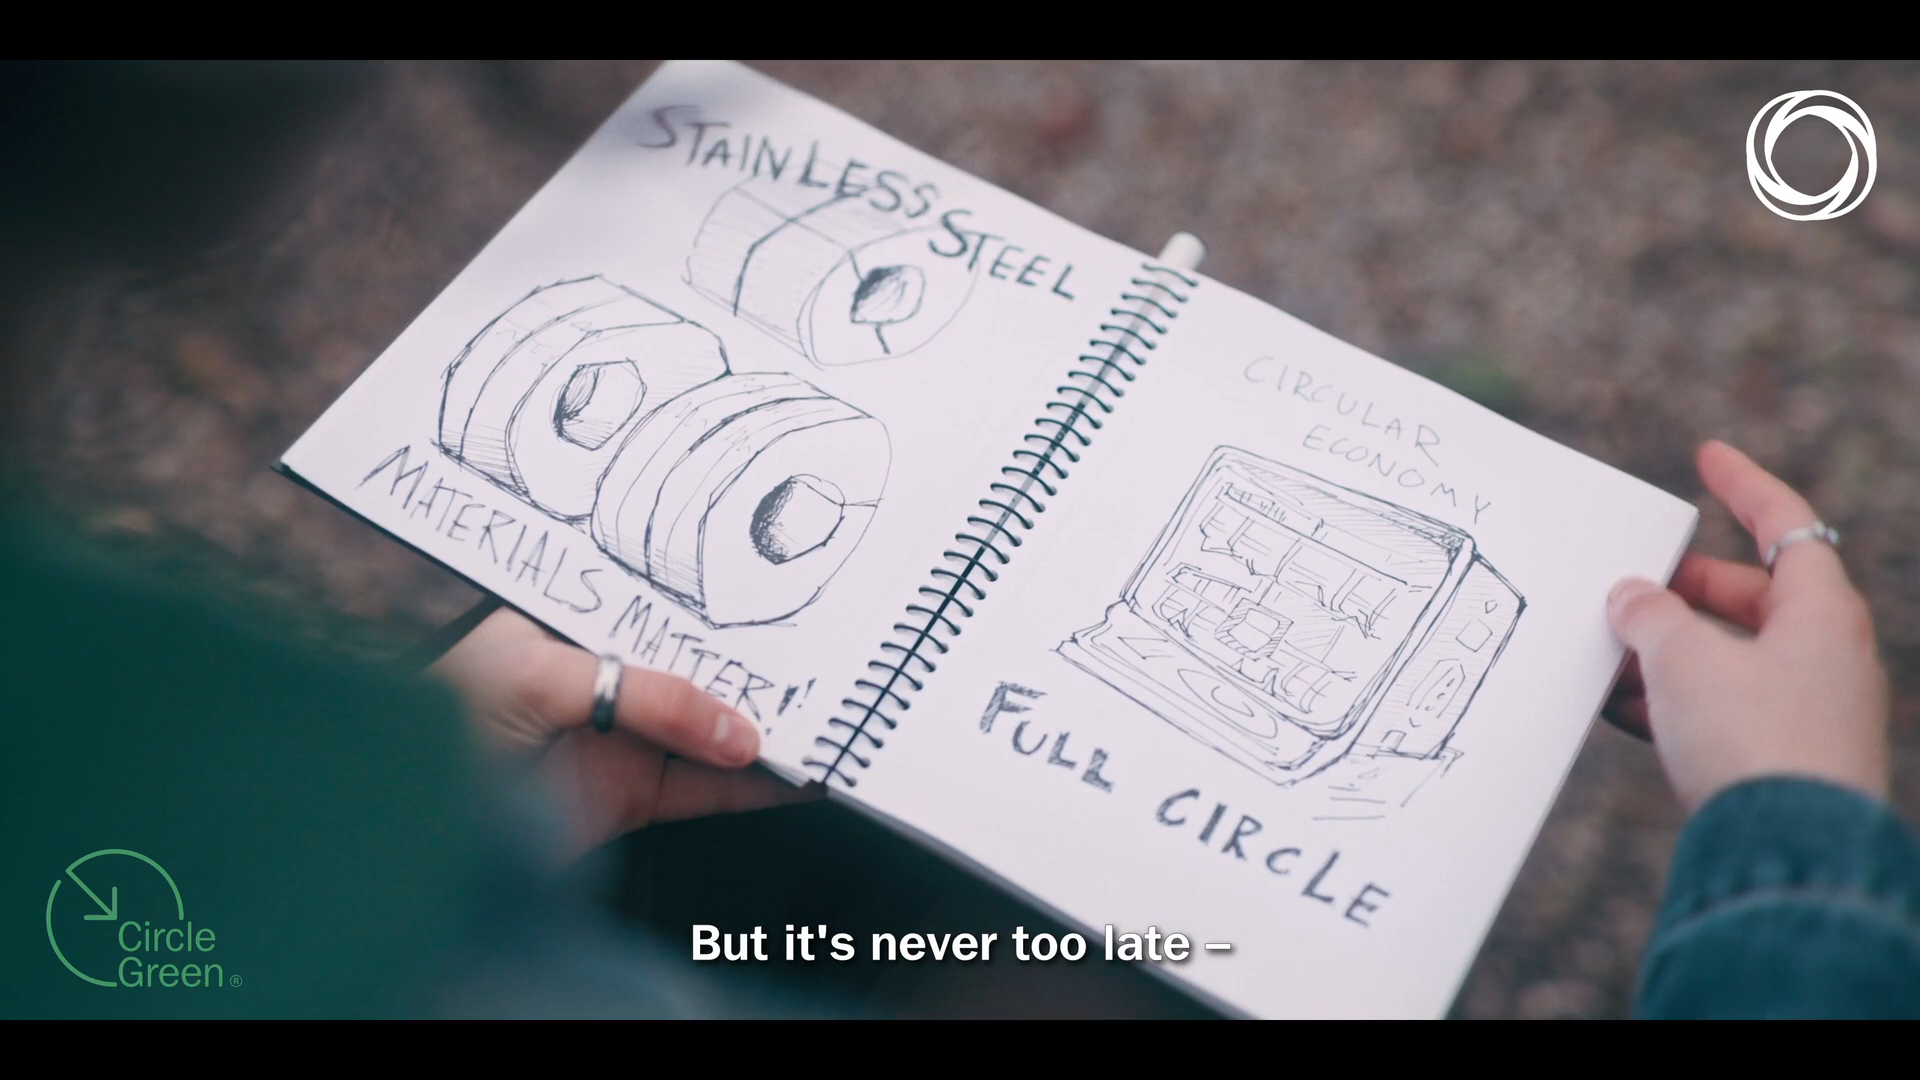 STAINLESS STEEL
MATERIALS MATTER!!
CIRCULAR
ECONOMY
FULL CIRCLE
Circle
Green®
But it's never too late –